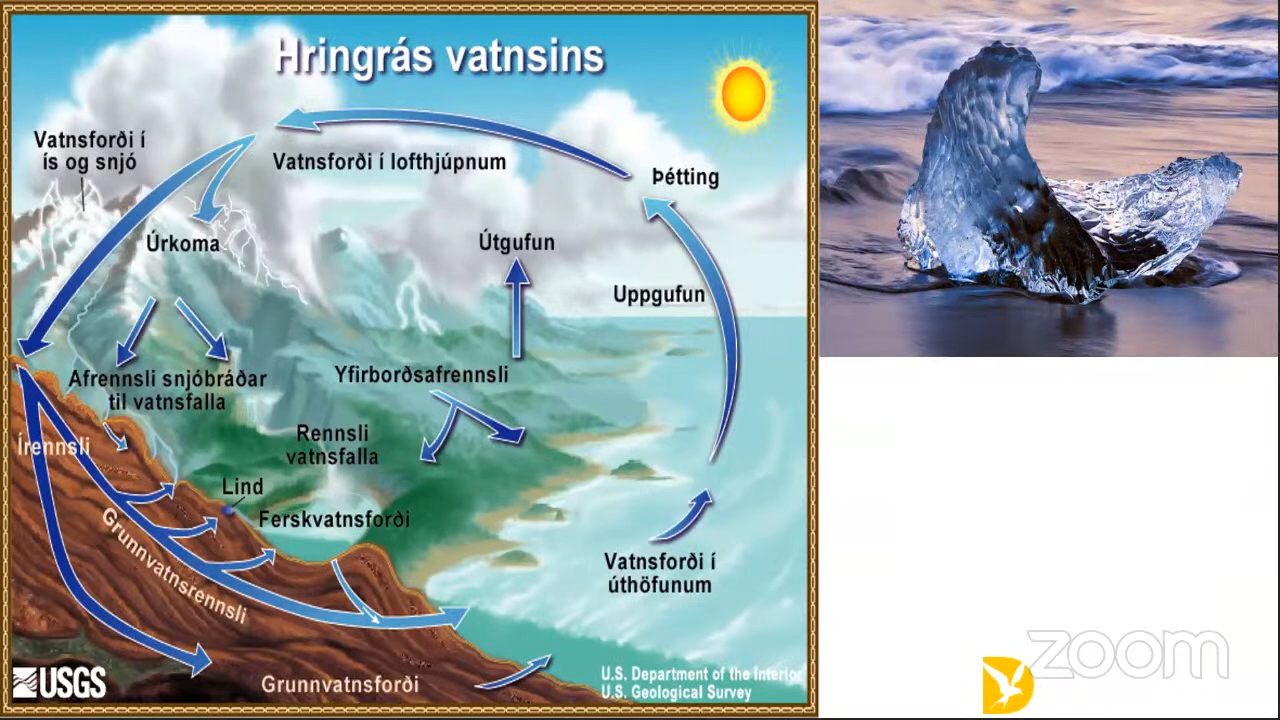 Hringrás vatnsins
Vatnsforði í
ís og snjó
Vatnsforði í lofthjúpnum
Þétting
Úrkoma
Útgufun
Uppgufun
Afrennsli snjóbráðar
til vatnsfalla
Yfirborðsafrennsli
Írennsli
Rennsli
vatnsfalla
Lind
Ferskvatnsforði
Grunnvatnsrennsli
Vatnsforði í
úthöfunum
Grunnvatnsforði
USGS
U.S. Department of the Interior
U.S. Geological Survey
zoom